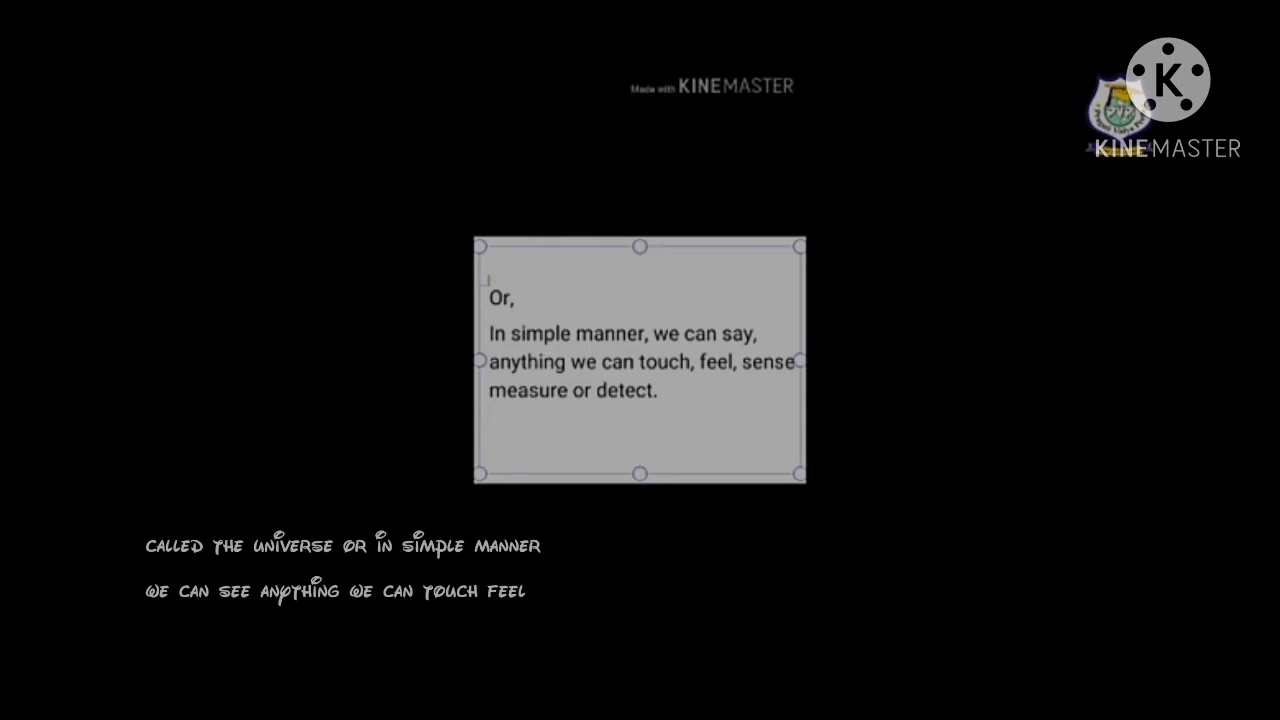 Made with KINEMASTER
K
KINEMASTER
Or,
In simple manner, we can say,
anything we can touch, feel, sense
measure or detect.
CALLED THE UNIVERSE OR IN SIMPLE MANNER
WE CAN SEE ANYTHING WE CAN TOUCH FEEL